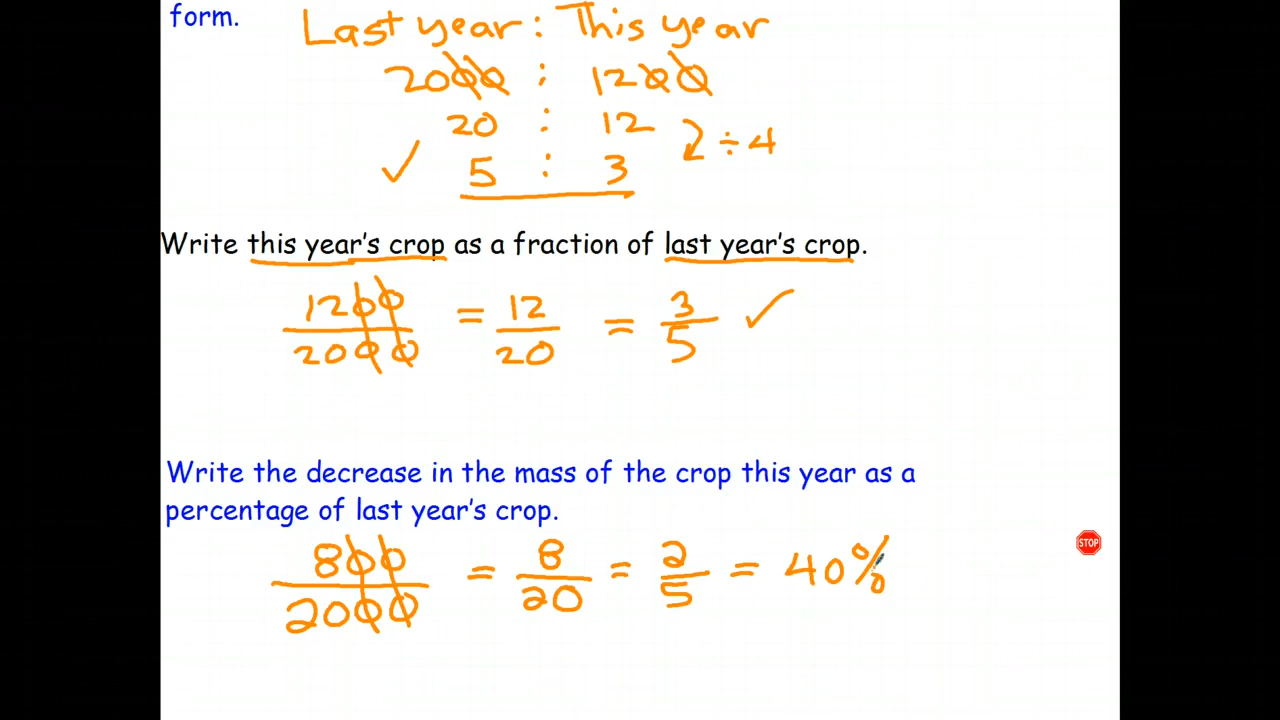 form.
Last year : This year
2000 : 1200
20 : 12 ÷4
✓ 5 : 3
Write this year's crop as a fraction of last year's crop.
1200/2000 = 12/20 = 3/5 ✓
Write the decrease in the mass of the crop this year as a
percentage of last year's crop.
800/2000 = 8/20 = 2/5 = 40%
STOP